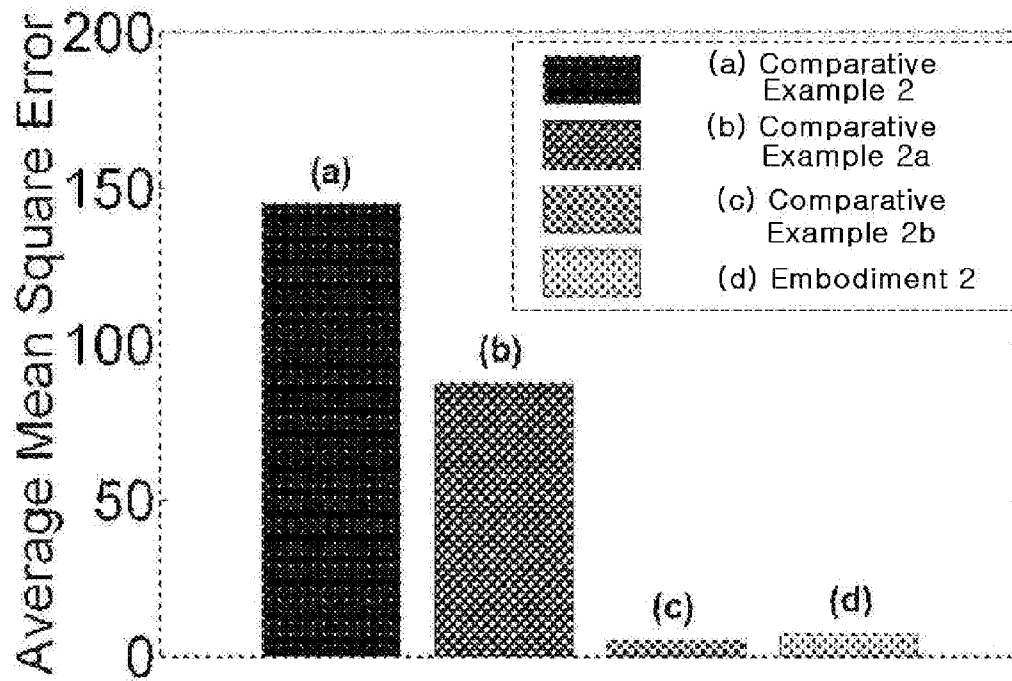 Average Mean Square Error
200
150
100
50
0
(a)
(b)
(c)
(d)
(a) Comparative
Example 2
(b) Comparative
Example 2a
(c) Comparative
Example 2b
(d) Embodiment 2